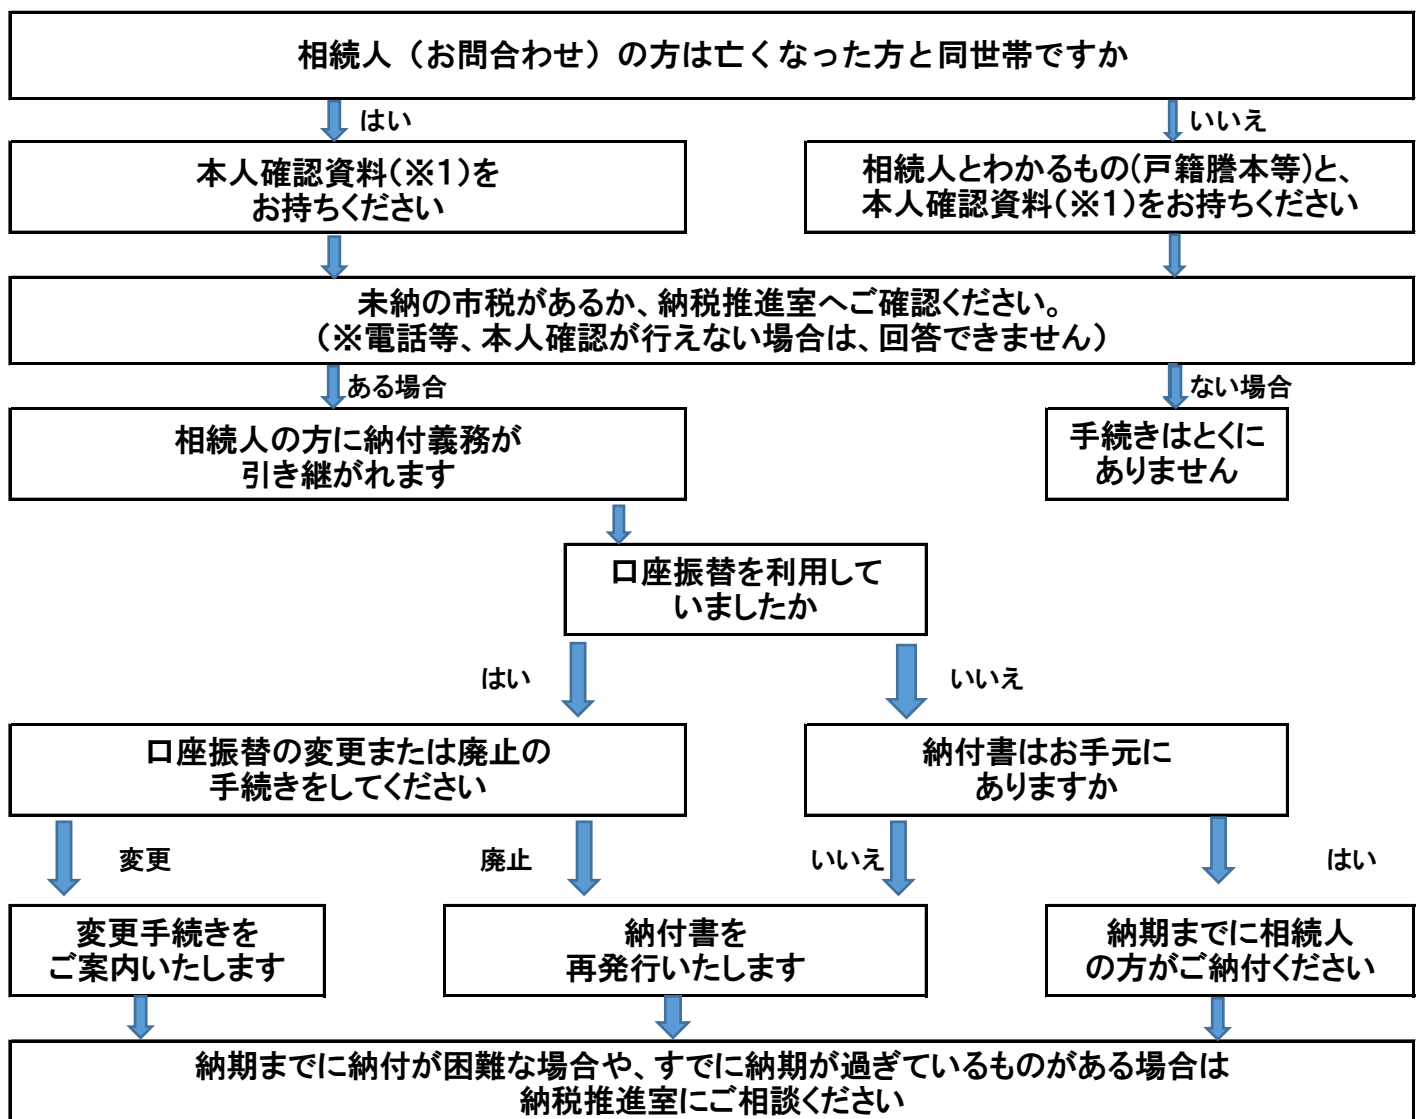 相続人（お問合わせ）の方は亡くなった方と同世帯ですか
はい
いいえ
本人確認資料(※1)を
お持ちください
相続人とわかるもの(戸籍謄本等)と、
本人確認資料(※1)をお持ちください
未納の市税があるか、納税推進室へご確認ください。
（※電話等、本人確認が行えない場合は、回答できません）
ある場合
ない場合
相続人の方に納付義務が
引き継がれます
手続きはとくに
ありません
口座振替を利用して
いましたか
はい
いいえ
口座振替の変更または廃止の
手続きをしてください
納付書はお手元に
ありますか
変更
廃止
いいえ
はい
変更手続きを
ご案内いたします
納付書を
再発行いたします
納期までに相続人
の方がご納付ください
納期までに納付が困難な場合や、すでに納期が過ぎているものがある場合は
納税推進室にご相談ください